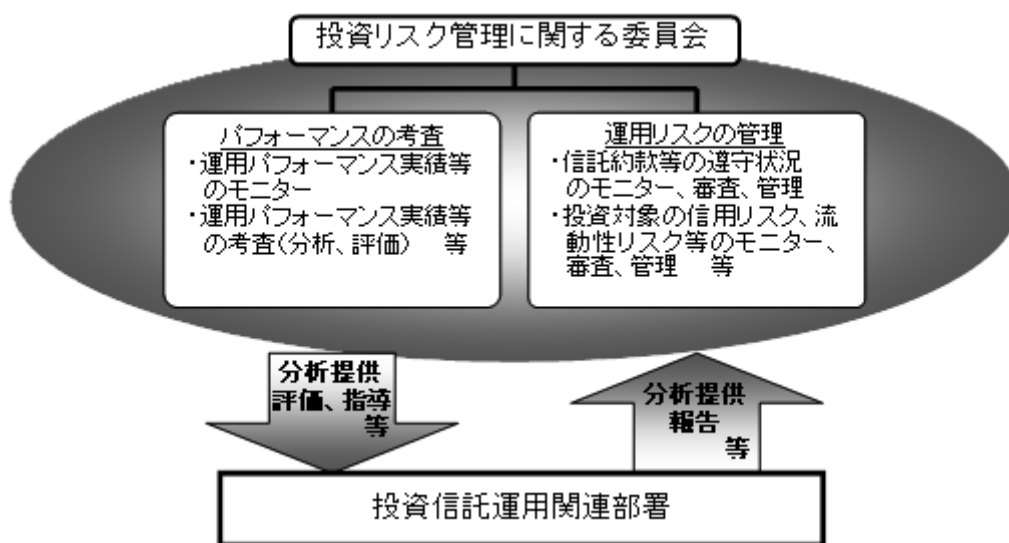 投資リスク管理に関する委員会
パフォーマンスの考査
・運用パフォーマンス実績等
のモニター
・運用パフォーマンス実績等
の考査(分析、評価) 等
運用リスクの管理
・信託約款等の遵守状況
のモニター、審査、管理
・投資対象の信用リスク、流
動性リスク等のモニター、
審査、管理 等
分析提供
評価、指導
等
分析提供
報告
等
投資信託運用関連部署